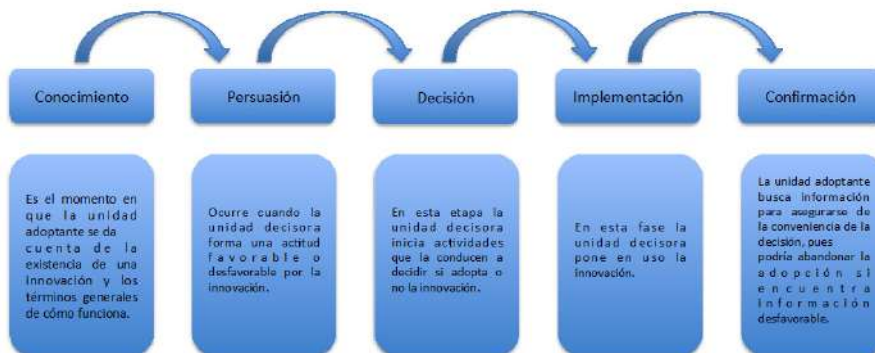 Conocimiento
Persuasión
Decisión
Implementación
Confirmación
Es el momento en
que la unidad
adoptante se da
cuenta de la
existencia de una
innovación y los
términos generales
de cómo funciona.
Ocurre cuando la
unidad decisora
forma una actitud
favorable o
desfavorable por la
innovación.
En esta etapa la
unidad decisora
inicia actividades
que la conducen a
decidir si adopta o
no la innovación.
En esta fase la
unidad decisora
pone en uso la
innovación.
La unidad adoptante
busca información
para asegurarse de
la conveniencia de la
decisión, pues
podría abandonar la
adopción si
encuentra
información
desfavorable.